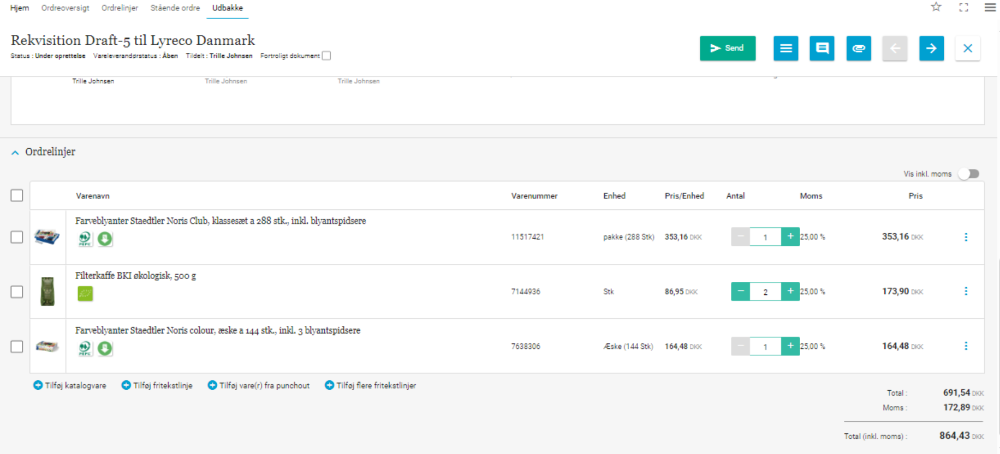 Hjem Ordreoversigt Ordrelinjer Stående ordre Udbakke
Rekvisition Draft-5 til Lyreco Danmark
Status : Under oprettelse Vareleverandørstatus : Åben Tildelt : Trille Johnsen Fortroligt dokument
Send
Trille Johnsen Trille Johnsen Trille Johnsen
Ordrelinjer
Vis inkl. moms
Varenavn Varenummer Enhed Pris/Enhed Antal Moms Pris
Farveblyanter Staedtler Noris Club, klassesæt a 288 stk., inkl. blyantspidsere
PEFC
11517421 pakke (288 Stk) 353,16 DKK 1 25,00 % 353,16 DKK
Filterkaffe BKI økologisk, 500 g
7144936 Stk 86,95 DKK 2 25,00 % 173,90 DKK
Farveblyanter Staedtler Noris colour, æske a 144 stk., inkl. 3 blyantspidsere
PEFC
7638306 Æske (144 Stk) 164,48 DKK 1 25,00 % 164,48 DKK
Tilføj katalogvare Tilføj fritekstlinje Tilføj vare(r) fra punchout Tilføj flere fritekstlinjer
Total : 691,54 DKK
Moms : 172,89 DKK
Total (inkl. moms) : 864,43 DKK